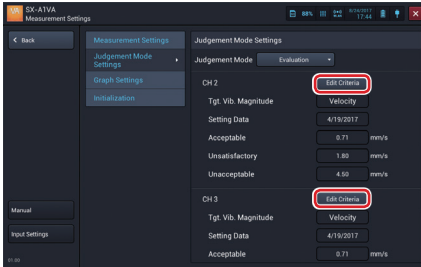 SX-A1VA
Measurement Settings
88%
9/24/2017
17:44
< Back
Measurement Settings
Judgement Mode
Settings
Graph Settings
Initialization
Manual
Input Settings
01.00
Judgement Mode Settings
Judgement Mode Evaluation
CH 2 Edit Criteria
Tgt. Vib. Magnitude Velocity
Setting Data 4/19/2017
Acceptable 0.71 mm/s
Unsatisfactory 1.80 mm/s
Unacceptable 4.50 mm/s
CH 3 Edit Criteria
Tgt. Vib. Magnitude Velocity
Setting Data 4/19/2017
Acceptable 0.71 mm/s